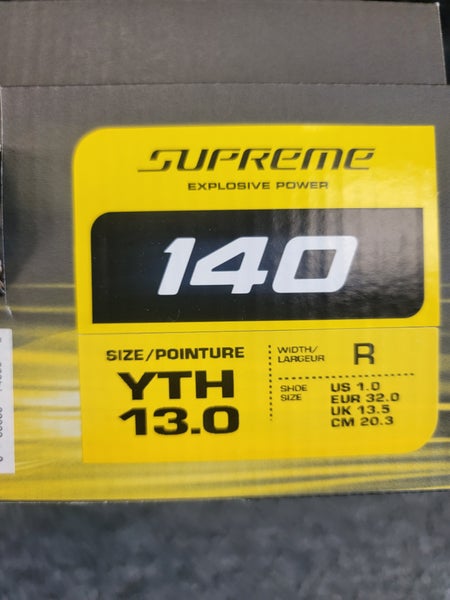 SUPREME
EXPLOSIVE POWER
140
SIZE/POINTURE
YTH
13.0
WIDTH/
LARGEUR
R
SHOE
SIZE
US 1.0
EUR 32.0
UK 13.5
CM 20.3